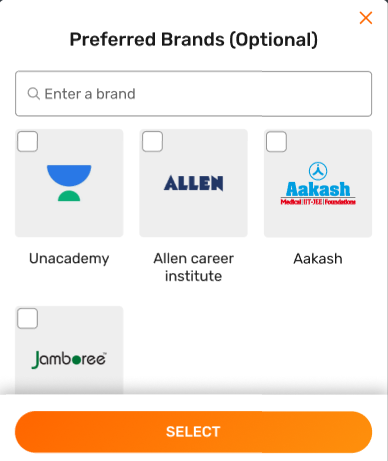 Preferred Brands (Optional)
Enter a brand
ALLEN
Aakash
Medical|IIT-JEE|Foundations
Unacademy
Allen career
institute
Aakash
Jamboree
SELECT